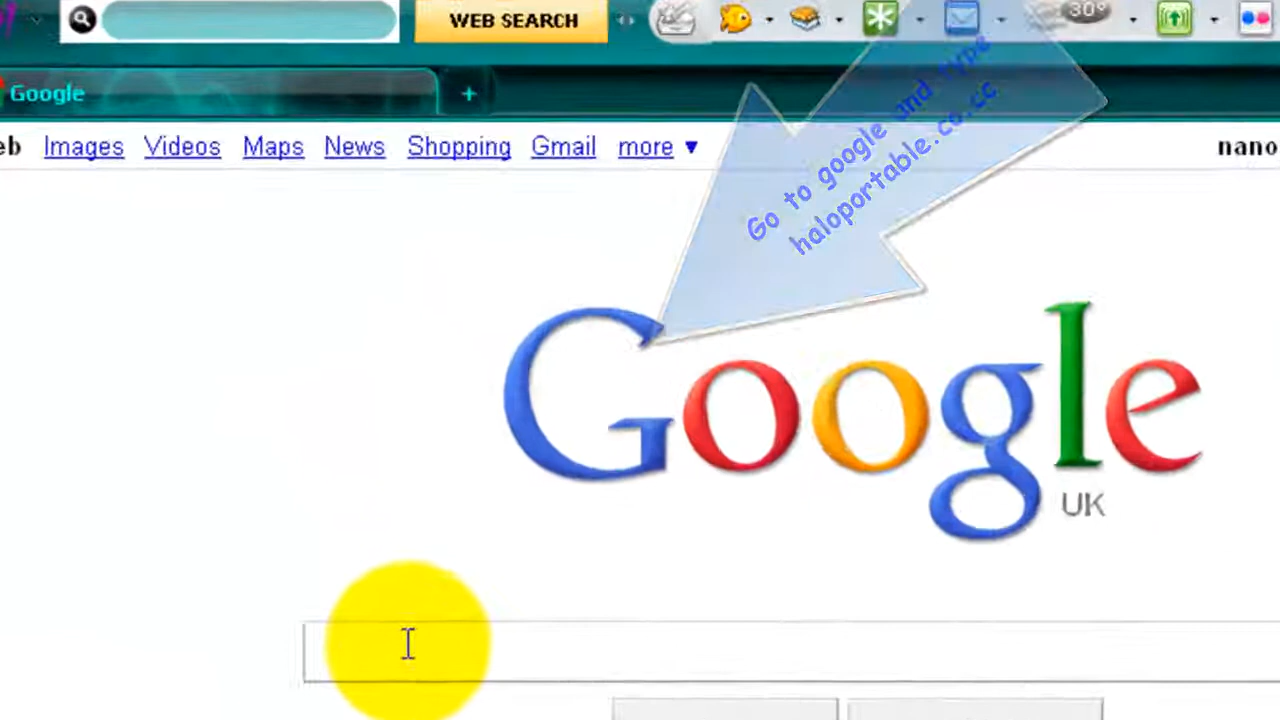 WEB SEARCH
30°
Google
eb Images Videos Maps News Shopping Gmail more ▼
nano
Go to google and type
haloportable.co.cc
Google
UK